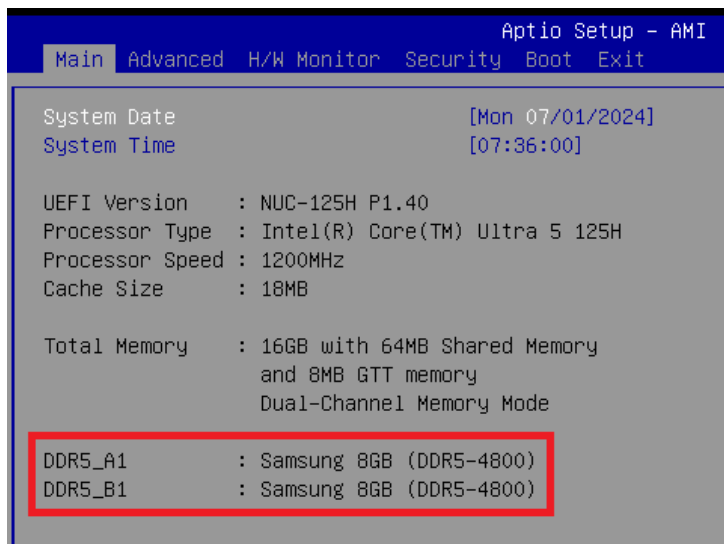 Aptio Setup – AMI
Main Advanced H/W Monitor Security Boot Exit
System Date [Mon 07/01/2024]
System Time [07:36:00]
UEFI Version : NUC-125H P1.40
Processor Type : Intel(R) Core(TM) Ultra 5 125H
Processor Speed : 1200MHz
Cache Size : 18MB
Total Memory : 16GB with 64MB Shared Memory
and 8MB GTT memory
Dual-Channel Memory Mode
DDR5_A1 : Samsung 8GB (DDR5-4800)
DDR5_B1 : Samsung 8GB (DDR5-4800)